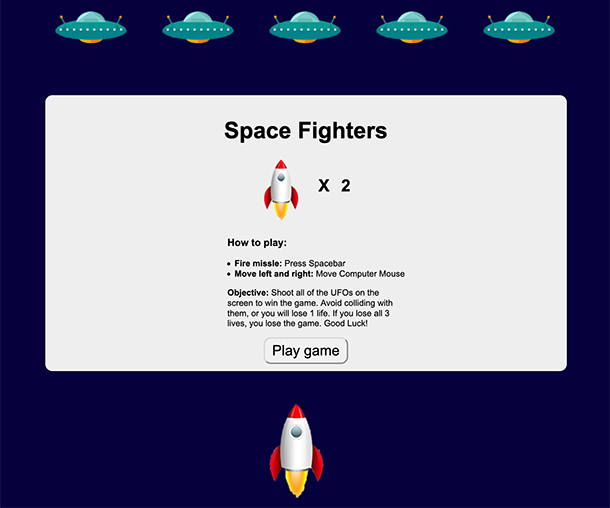 Space Fighters
X 2
How to play:
Fire missle: Press Spacebar
Move left and right: Move Computer Mouse
Objective: Shoot all of the UFOs on the
screen to win the game. Avoid colliding with
them, or you will lose 1 life. If you lose all 3
lives, you lose the game. Good Luck!
Play game